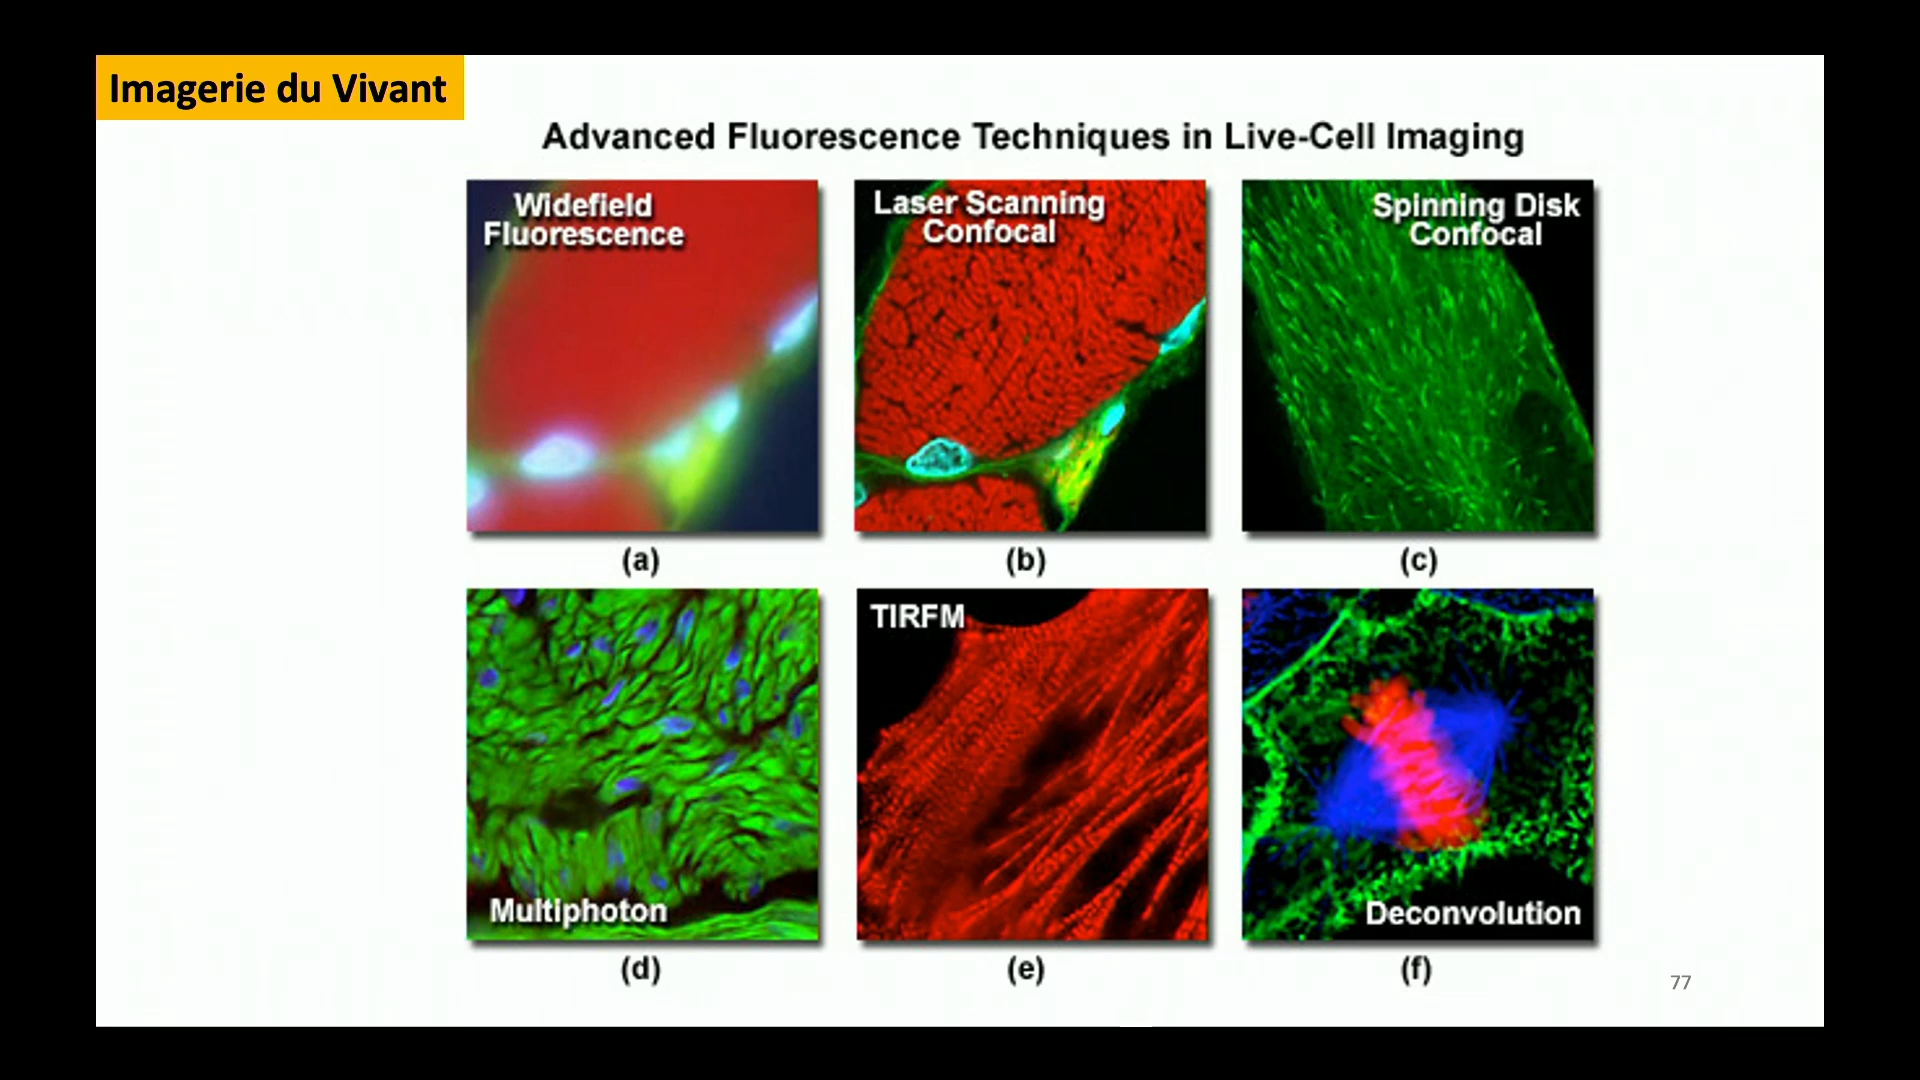 Imagerie du Vivant
Advanced Fluorescence Techniques in Live-Cell Imaging
Widefield
Fluorescence
Laser Scanning
Confocal
Spinning Disk
Confocal
(a)
(b)
(c)
Multiphoton
TIRFM
Deconvolution
(d)
(e)
(f)
77